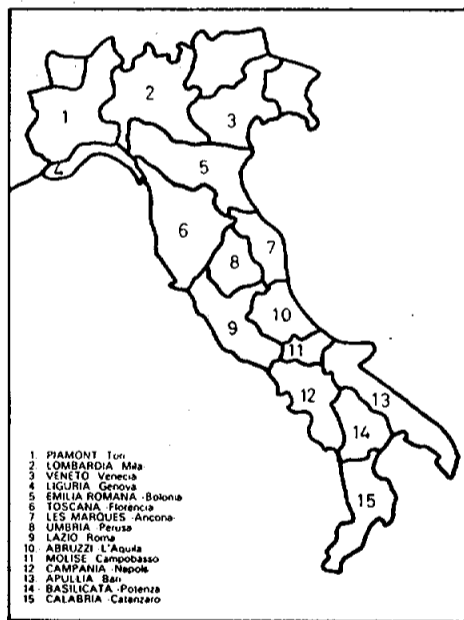 1
2
3
4
5
6
7
8
9
10
11
12
13
14
15
1. PIAMONT Torí
2. LOMBARDIA Milà
3 VENETO Venecia
4 LIGURIA Genova
5 EMILIA ROMANA -Bolonia
6 TOSCANA -Florencia
7 LES MARQUES -Ancona-
8 UMBRIA -Perusa
9 LAZIO Roma
10. ABRUZZI L'Aquila
11 MOLISE Campobasso
12 CAMPANIA -Napols
13. APULLIA Bari
14 BASILICATA -Potenza
15 CALABRIA -Catanzaro